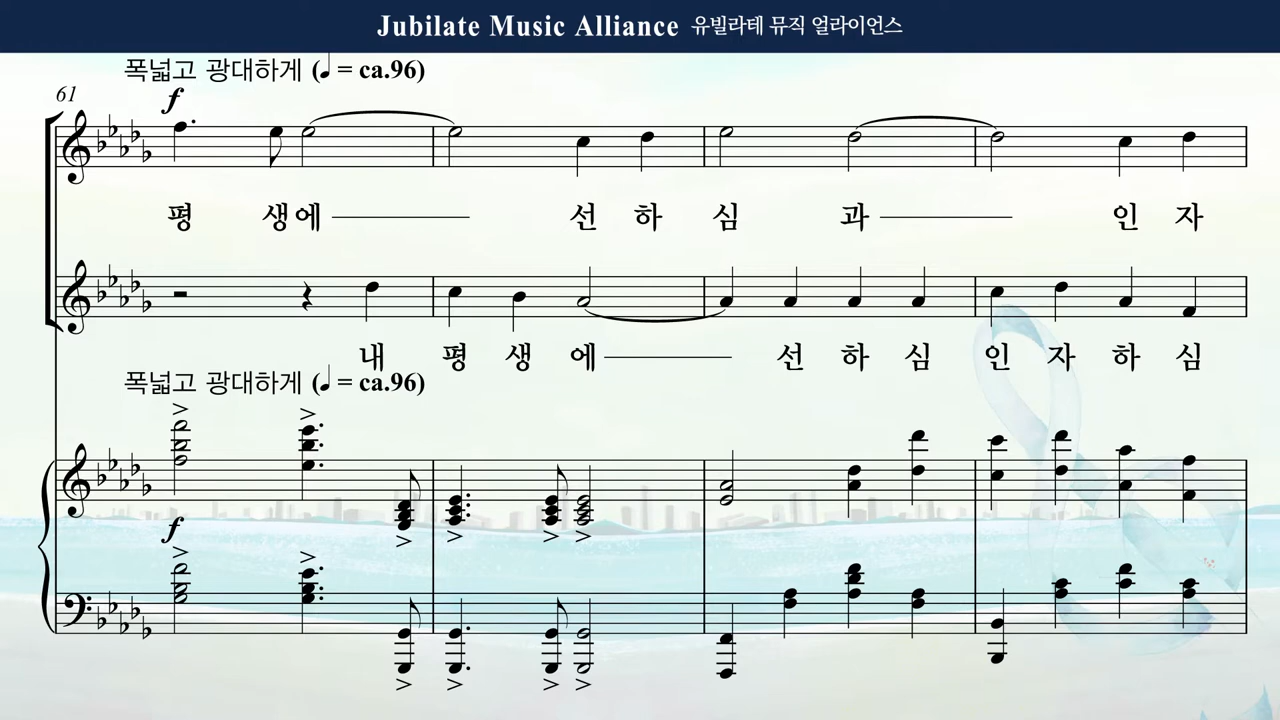 Jubilate Music Alliance 유빌라테 뮤직 얼라이언스
폭넓고 광대하게 (♩ = ca.96)
61
f
평 생 에 선 하 심 과 인 자
내 평 생 에 선 하 심 인 자 하 심
폭넓고 광대하게 (♩ = ca.96)
f